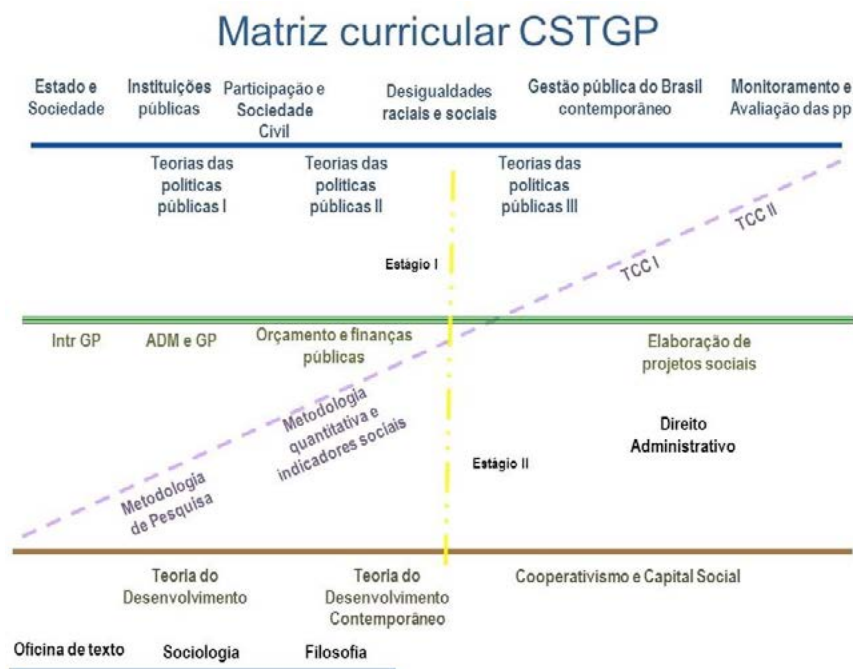 Matriz curricular CSTGP
Estado e
Sociedade
Instituições
públicas
Participação e
Sociedade
Civil
Desigualdades
raciais e sociais
Gestão pública do Brasil
contemporâneo
Monitoramento e
Avaliação das pp
Teorias das
políticas
públicas I
Teorias das
políticas
públicas II
Teorias das
políticas
públicas III
TCC II
TCC I
Estágio I
Intr GP
ADM e GP
Orçamento e finanças
públicas
Elaboração de
projetos sociais
Metodologia
quantitativa e
indicadores sociais
Direito
Administrativo
Estágio II
Metodologia
de Pesquisa
Teoria do
Desenvolvimento
Teoria do
Desenvolvimento
Contemporâneo
Cooperativismo e Capital Social
Oficina de texto
Sociologia
Filosofia